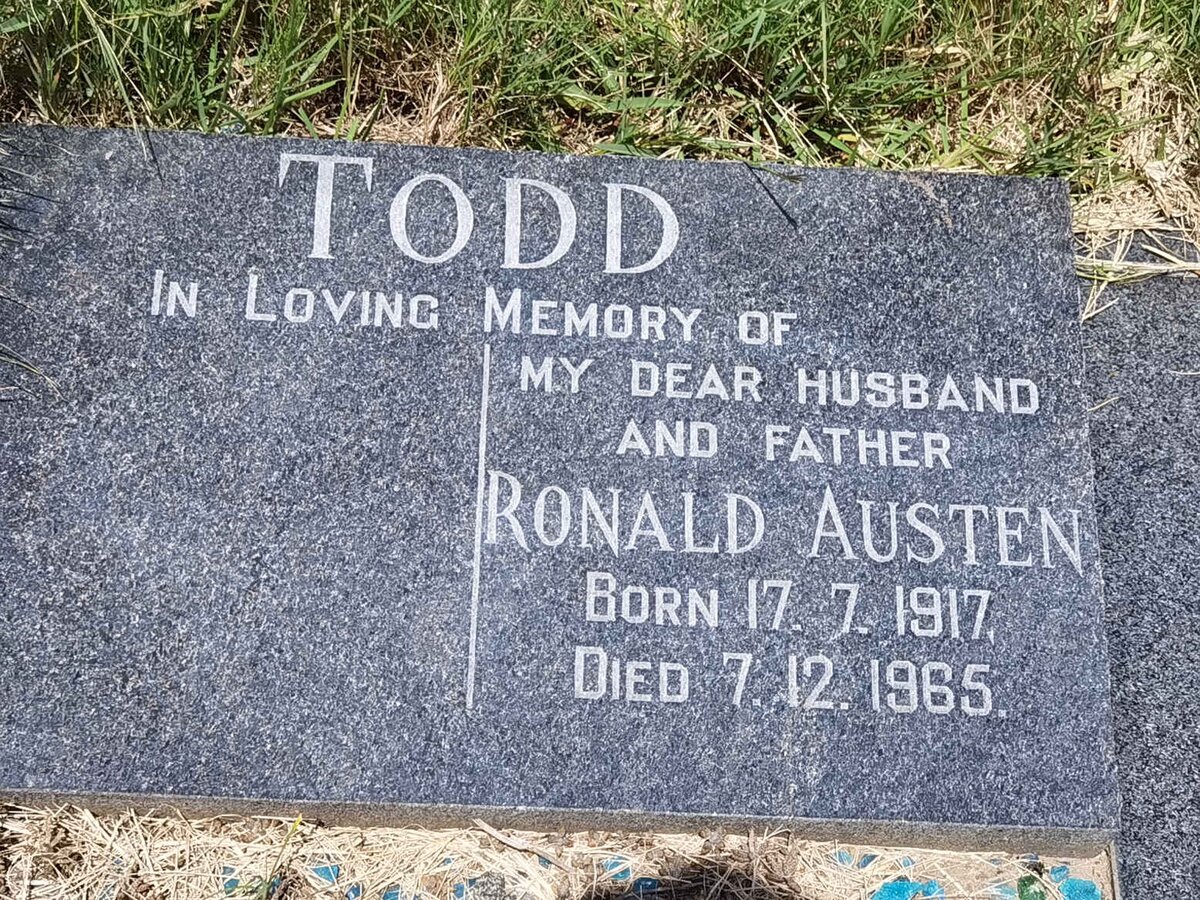 TODD
IN LOVING MEMORY OF
MY DEAR HUSBAND
AND FATHER
RONALD AUSTEN
BORN 17. 7. 1917.
DIED 7. 12. 1965.